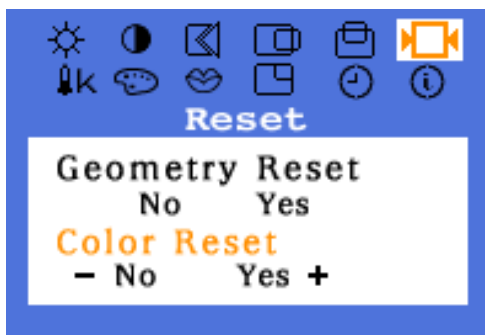 K
Reset
Geometry Reset
No Yes
Color Reset
− No Yes +